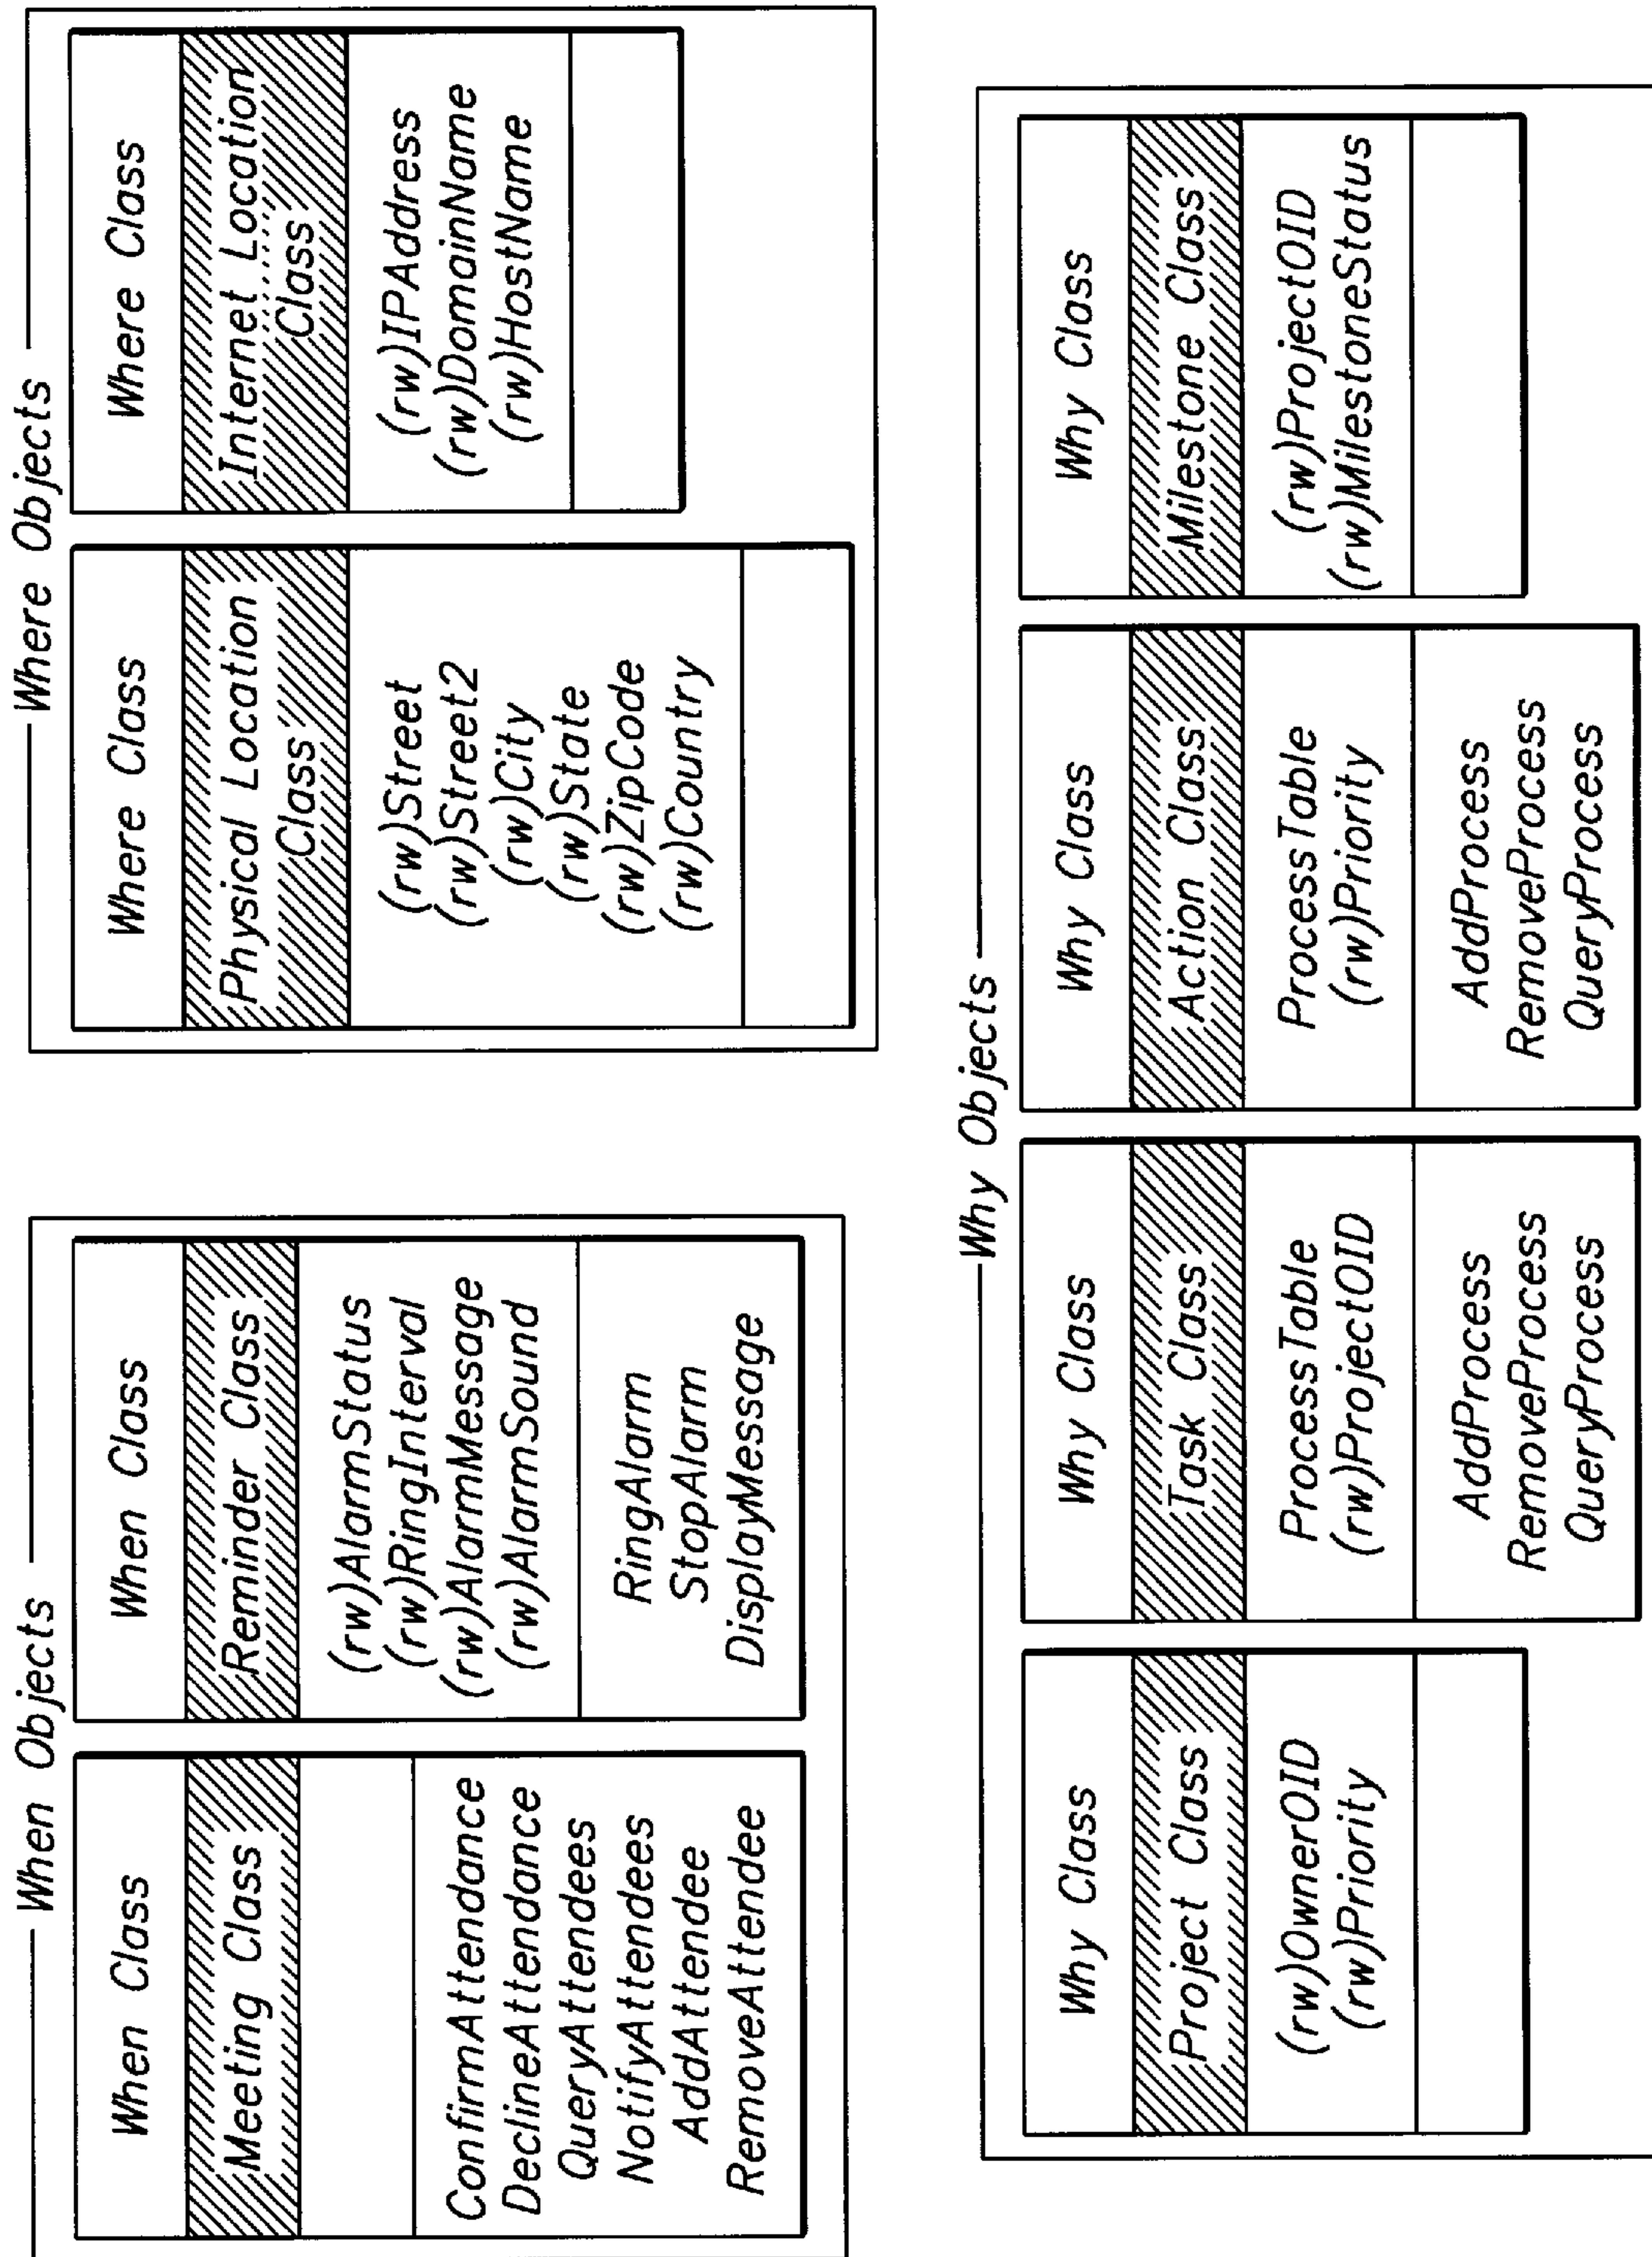 When Objects
When Class
Meeting Class
ConfirmAttendance
DeclineAttendance
QueryAttendees
NotifyAttendees
AddAttendee
RemoveAttendee
When Class
Reminder Class
(rw)AlarmStatus
(rw)RingInterval
(rw)AlarmMessage
(rw)AlarmSound
RingAlarm
StopAlarm
DisplayMessage
Where Objects
Where Class
Physical Location
Class
(rw)Street
(rw)Street2
(rw)City
(rw)State
(rw)ZipCode
(rw)Country
Where Class
Internet Location
Class
(rw)IPAddress
(rw)DomainName
(rw)HostName
Why Objects
Why Class
Project Class
(rw)OwnerOID
(rw)Priority
Why Class
Task Class
ProcessTable
(rw)ProjectOID
AddProcess
RemoveProcess
QueryProcess
Why Class
Action Class
ProcessTable
(rw)Priority
AddProcess
RemoveProcess
QueryProcess
Why Class
Milestone Class
(rw)ProjectOID
(rw)MilestoneStatus